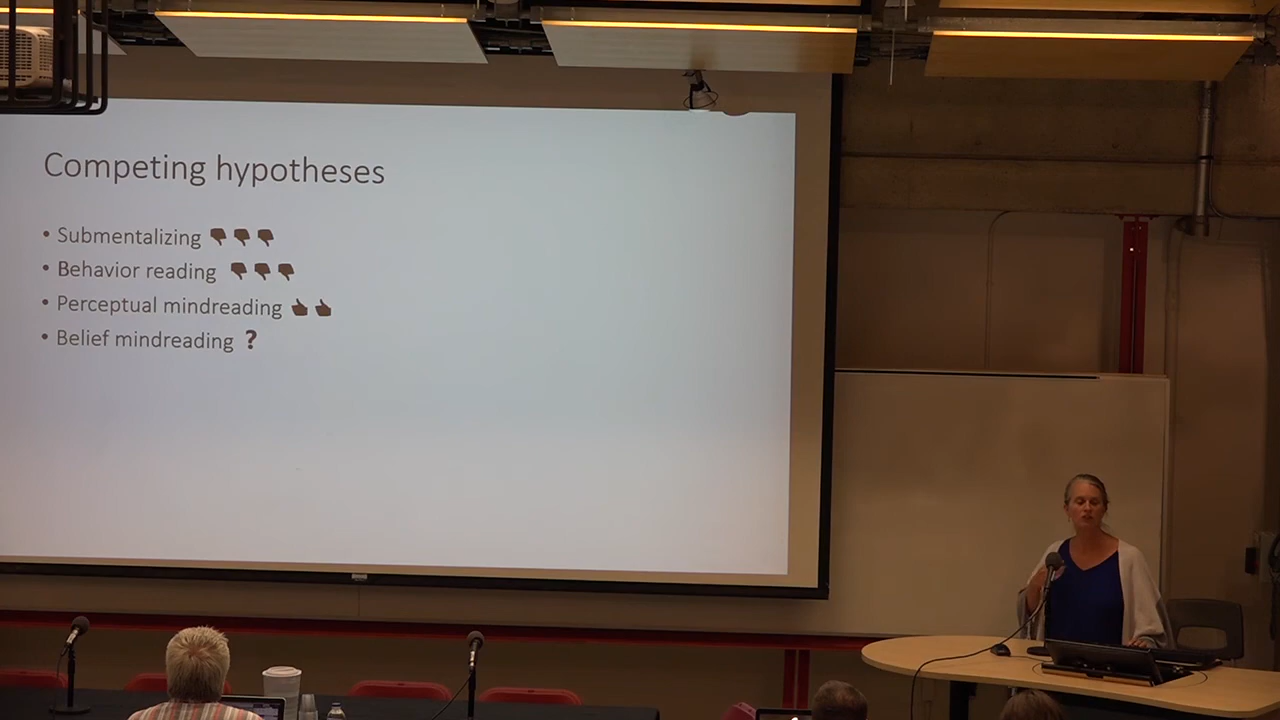 Competing hypotheses
• Submentalizing 👎 👎 👎
• Behavior reading 👎 👎 👎
• Perceptual mindreading 👍 👍
• Belief mindreading ?